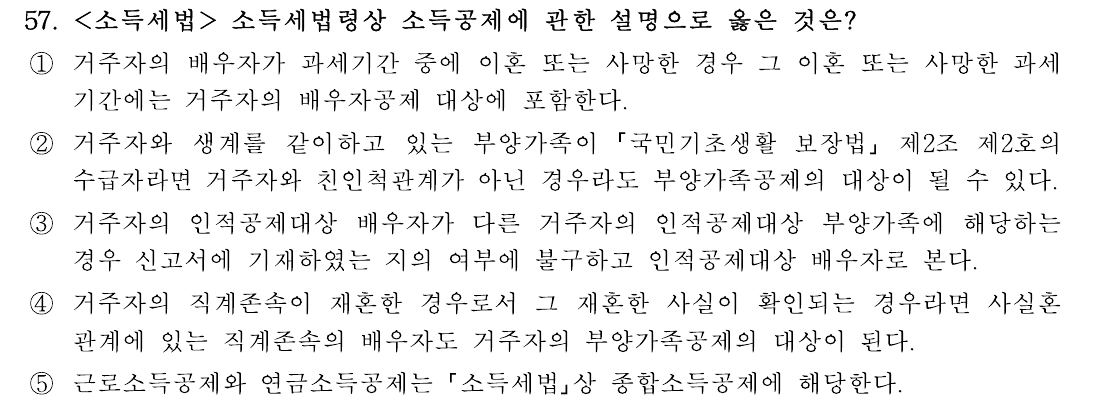 57. <소득세법> 소득세법령상 소득공제에 관한 설명으로 옳은 것은?
① 거주자의 배우자가 과세기간 중에 이혼 또는 사망한 경우 그 이혼 또는 사망한 과세
기간에는 거주자의 배우자공제 대상에 포함한다.
② 거주자와 생계를 같이하고 있는 부양가족이 「국민기초생활 보장법」 제2조 제2호의
수급자라면 거주자와 친인척관계가 아닌 경우라도 부양가족공제의 대상이 될 수 있다.
③ 거주자의 인적공제대상 배우자가 다른 거주자의 인적공제대상 부양가족에 해당하는
경우 신고서에 기재하였는 지의 여부에 불구하고 인적공제대상 배우자로 본다.
④ 거주자의 직계존속이 재혼한 경우로서 그 재혼한 사실이 확인되는 경우라면 사실혼
관계에 있는 직계존속의 배우자도 거주자의 부양가족공제의 대상이 된다.
⑤ 근로소득공제와 연금소득공제는 「소득세법」상 종합소득공제에 해당한다.